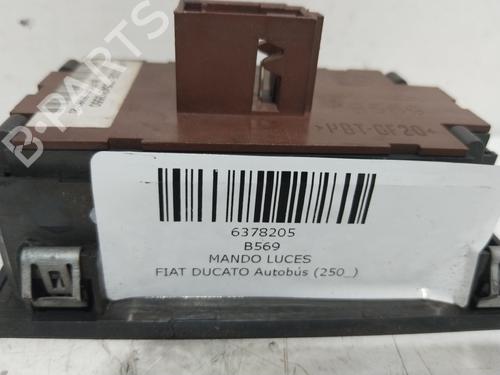 B-PARTS
>PBT-GF20<
6378205
B569
MANDO LUCES
FIAT DUCATO Autobús (250_)